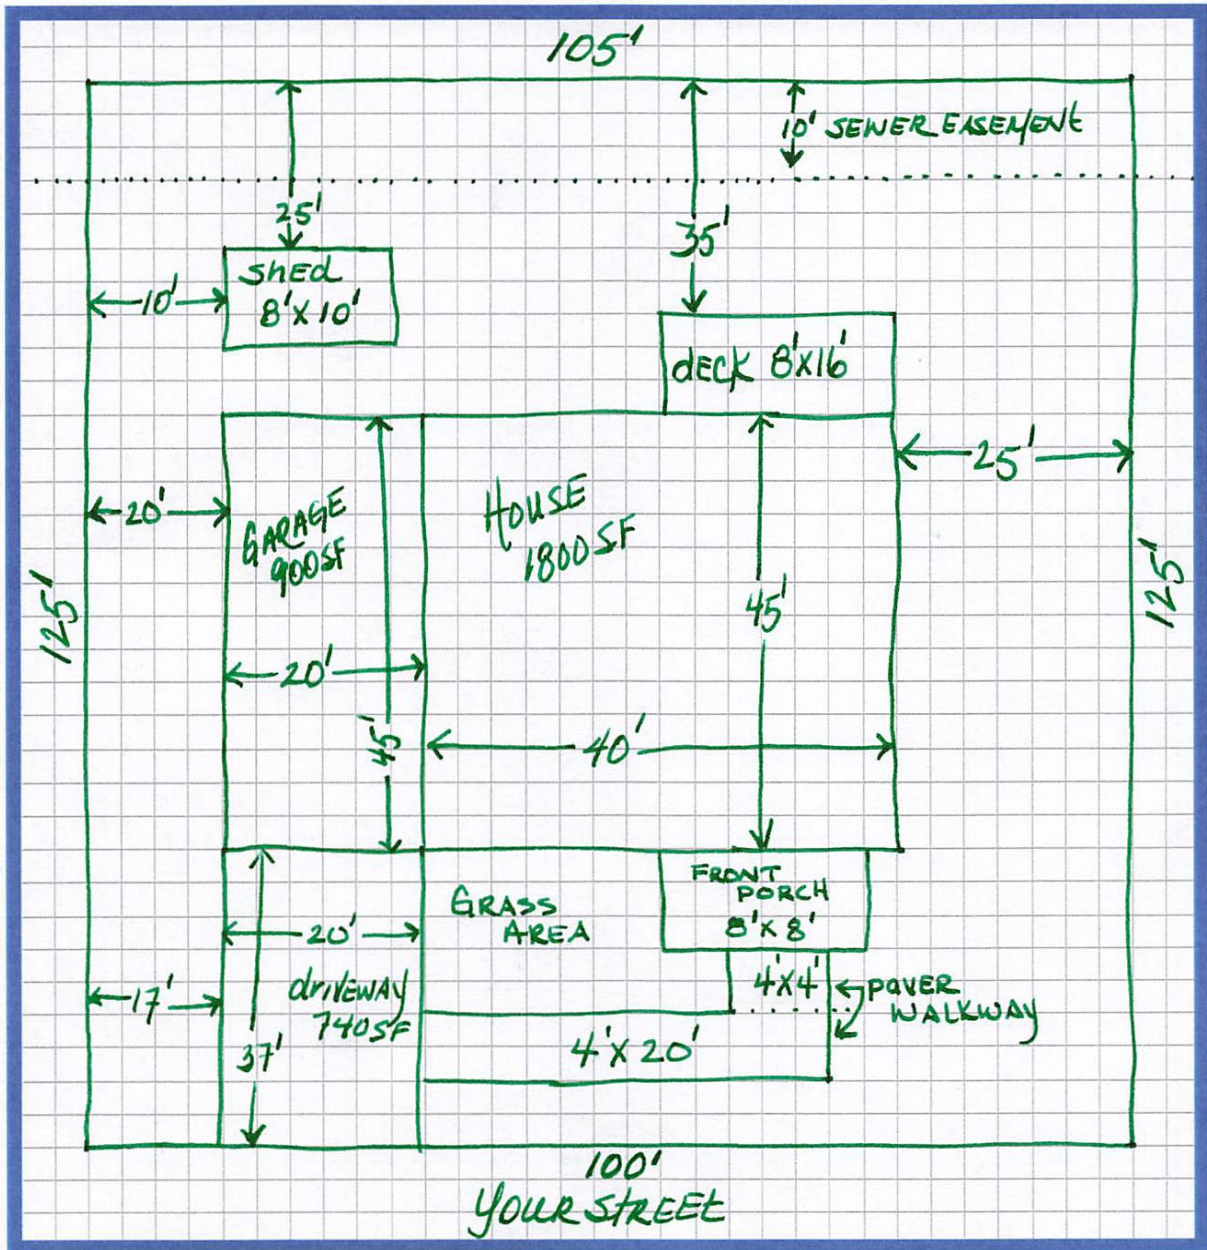 105'
10' SEWER EASEMENT
25'
35'
shed
8'x10'
10'
deck 8'x16'
25'
20'
GARAGE
900SF
HOUSE
1800SF
125'
45'
125'
20'
45'
40'
FRONT
PORCH
8'x8'
GRASS
AREA
20'
driveway
740SF
17'
4'x4'
PAVER
WALKWAY
37'
4'x20'
100'
YOUR STREET